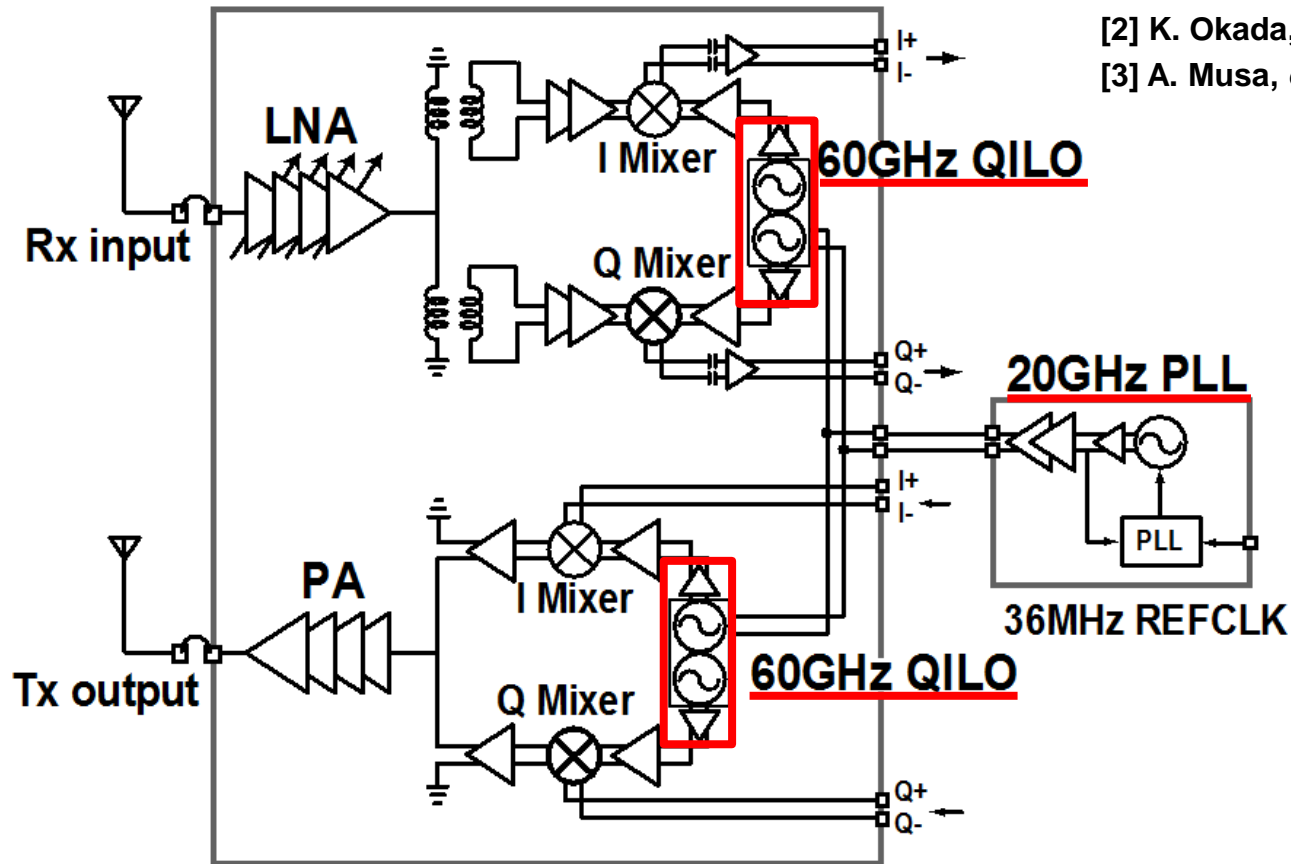 [2] K. Okada,
[3] A. Musa,
I+
I-
LNA
I Mixer
60GHz QILO
Rx input
Q Mixer
Q+
Q-
20GHz PLL
I+
I-
PLL
PA
I Mixer
36MHz REFCLK
60GHz QILO
Tx output
Q Mixer
Q+
Q-